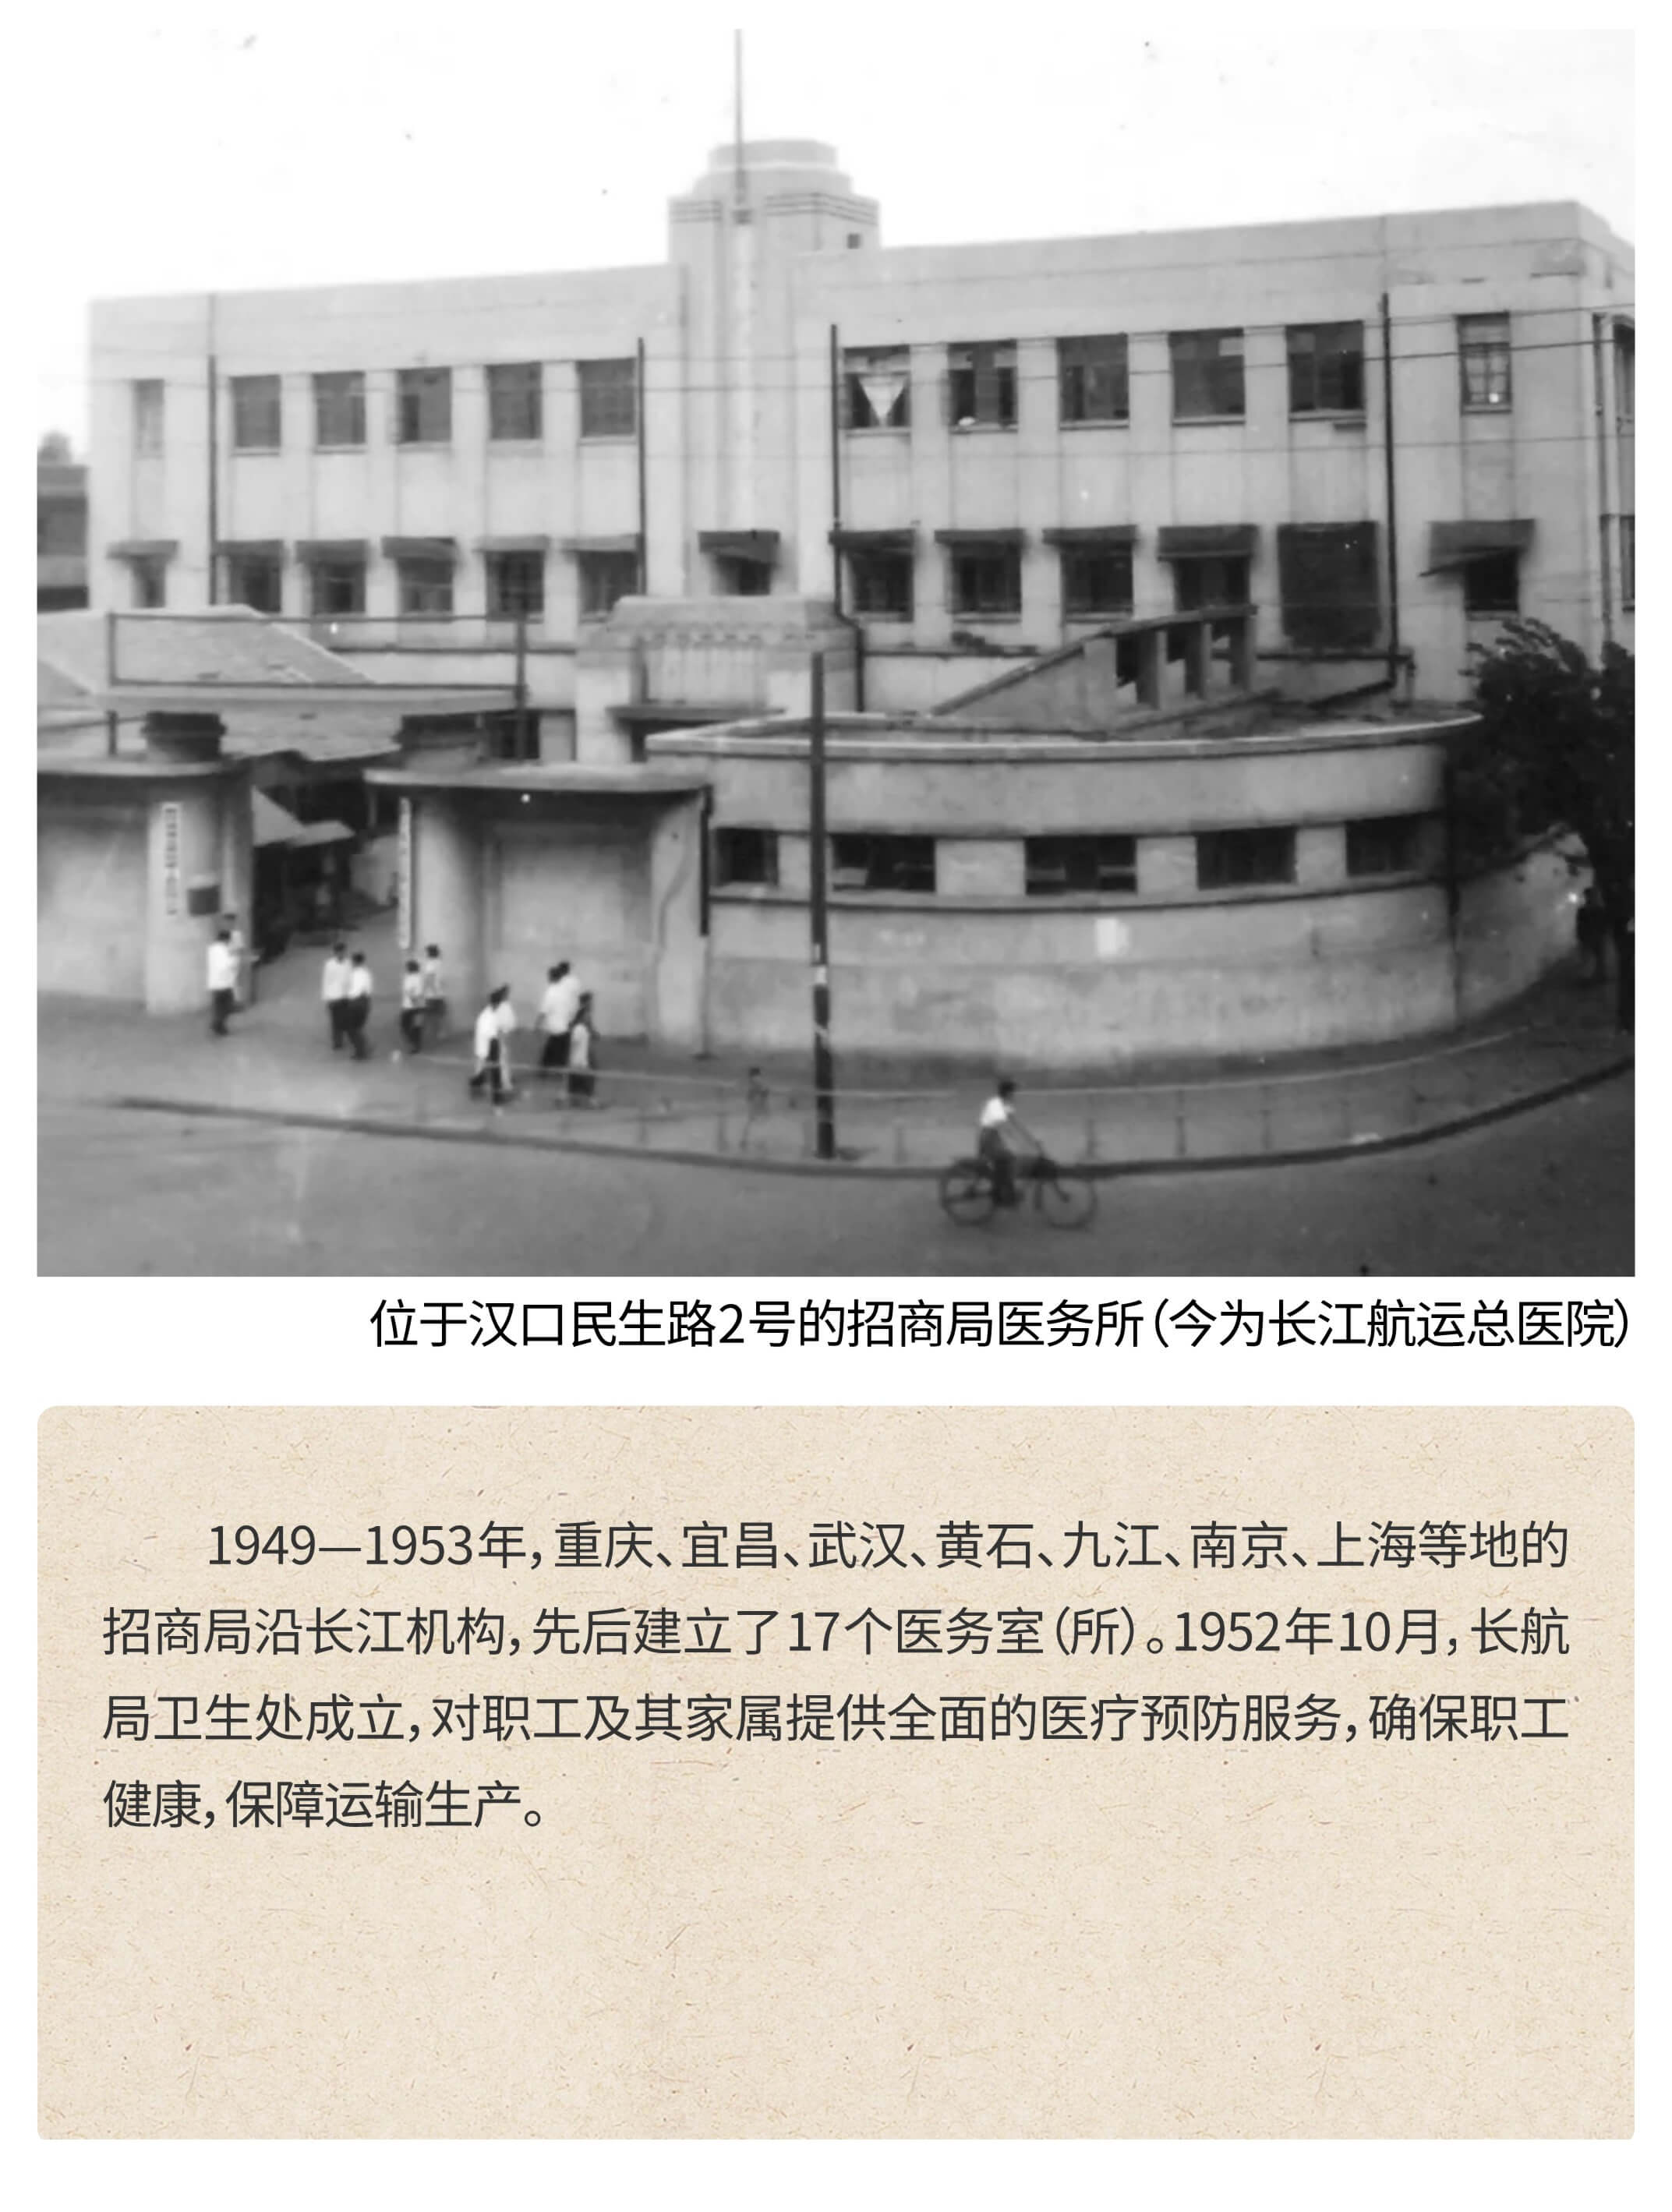 位于汉口民生路2号的招商局医务所（今为长江航运总医院）
1949—1953年，重庆、宜昌、武汉、黄石、九江、南京、上海等地的
招商局沿长江机构，先后建立了17个医务室（所）。1952年10月，长航
局卫生处成立，对职工及其家属提供全面的医疗预防服务，确保职工
健康，保障运输生产。